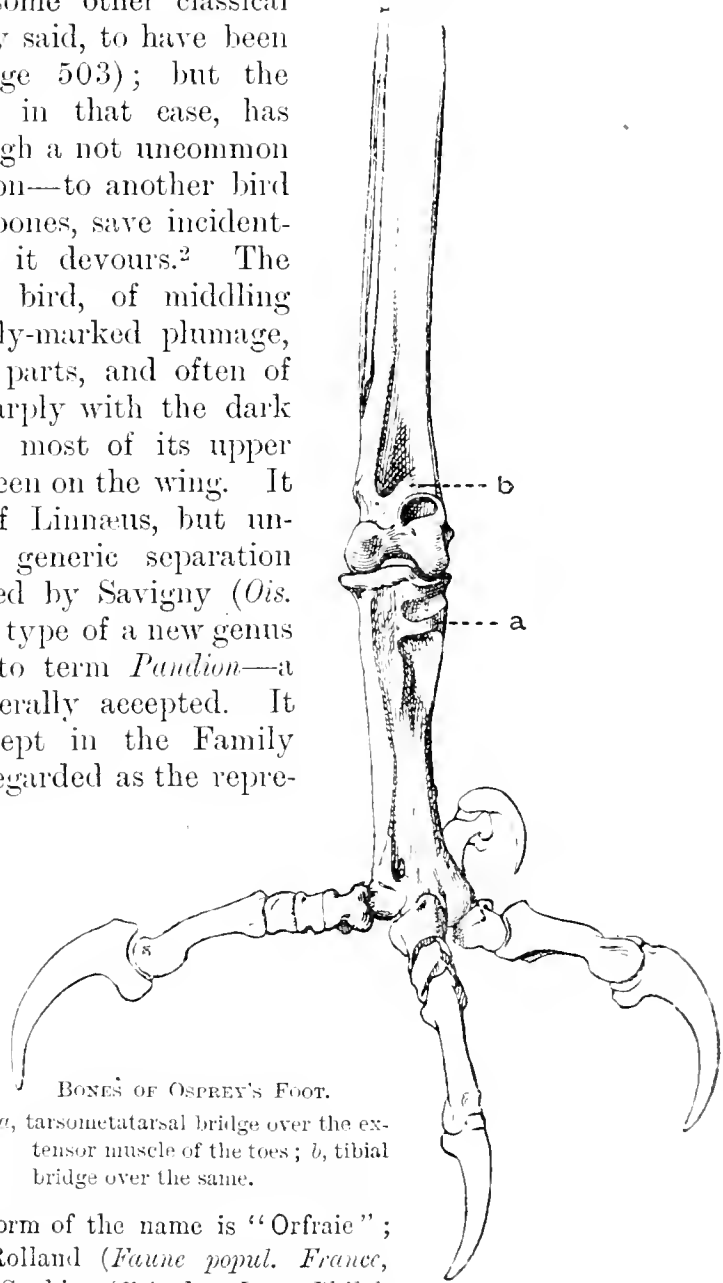 some other classical
said, to have been
ge 503); but the
in that case, has
gh a not uncommon
on—to another bird
bones, save incident-
it devours.² The
bird, of middling
ly-marked plumage,
parts, and often of
arply with the dark
most of its upper
een on the wing. It
f Linnæus, but un-
generic separation
ed by Savigny (Ois.
type of a new genus
to term Pandion—a
erally accepted. It
ept in the Family
egarded as the repre-
b
a
BONES OF OSPREY'S FOOT.
a, tarsometatarsal bridge over the ex-
tensor muscle of the toes; b, tibial
bridge over the same.
orm of the name is "Orfraie";
Rolland (Faune popul. France,